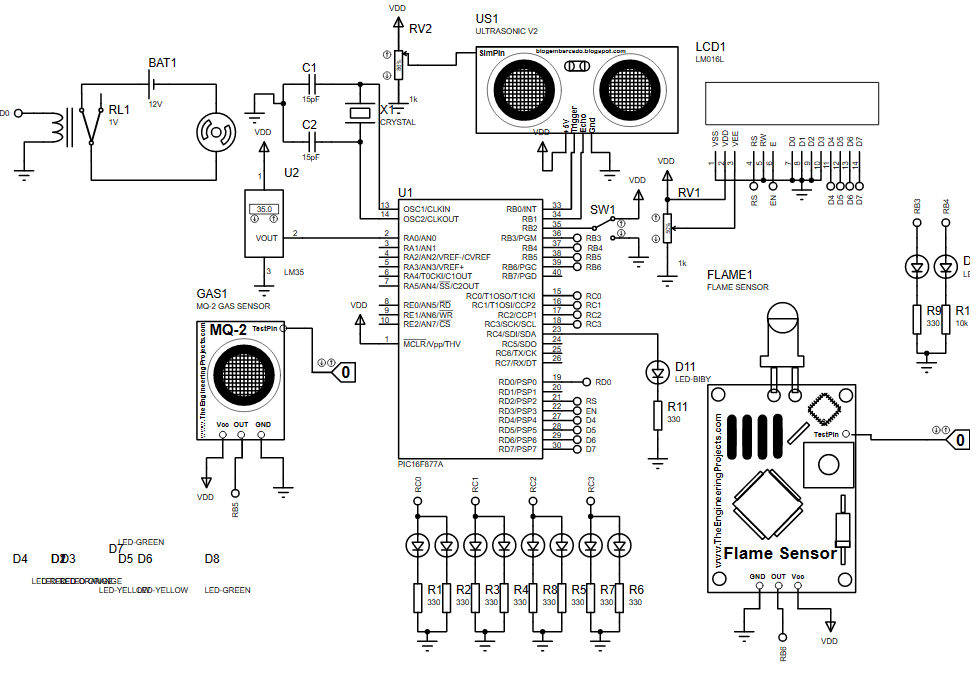 VDD
RV2
86%
1k
US1
ULTRASONIC V2
SimPin
blogembarcado.blogspot.com
+5V
Trigger
Echo
Gnd
VDD
LCD1
LM016L
VSS
VDD
VEE
RS
RW
E
D0
D1
D2
D3
D4
D5
D6
D7
1
2
3
4
5
6
7
8
9
10
11
12
13
14
RS
EN
D4
D5
D6
D7
BAT1
12V
D0
RL1
1V
C1
15pF
C2
15pF
X1
CRYSTAL
VDD
U2
1
35.0
VOUT
2
3
LM35
U1
13
OSC1/CLKIN
14
OSC2/CLKOUT
2
RA0/AN0
3
RA1/AN1
4
RA2/AN2/VREF-/CVREF
5
RA3/AN3/VREF+
6
RA4/T0CKI/C1OUT
7
RA5/AN4/SS/C2OUT
8
RE0/AN5/RD
9
RE1/AN6/WR
10
RE2/AN7/CS
1
MCLR/Vpp/THV
VDD
RB0/INT
33
RB1
34
RB2
35
RB3/PGM
36
RB3
RB4
37
RB4
RB5
38
RB5
RB6/PGC
39
RB6
RB7/PGD
40
RC0/T1OSO/T1CKI
15
RC0
RC1/T1OSI/CCP2
16
RC1
RC2/CCP1
17
RC2
RC3/SCK/SCL
18
RC3
RC4/SDI/SDA
23
RC5/SDO
24
RC6/TX/CK
25
RC7/RX/DT
26
RD0/PSP0
19
RD0
RD1/PSP1
20
RD2/PSP2
21
RS
RD3/PSP3
22
EN
RD4/PSP4
27
D4
RD5/PSP5
28
D5
RD6/PSP6
29
D6
RD7/PSP7
30
D7
PIC16F877A
SW1
VDD
VDD
RV1
1k
D11
LED-BIBY
R11
330
GAS1
MQ-2 GAS SENSOR
MQ-2
TestPin
www.TheEngineeringProjects.com
Vcc
OUT
GND
0
VDD
RB5
FLAME1
FLAME SENSOR
TestPin
www.TheEngineeringProjects.com
Flame Sensor
GND
OUT
Vcc
0
RB6
VDD
RB3
RB4
R9
330
10k
RC0
RC1
RC2
RC3
R1
330
R2
330
R3
330
R4
330
R8
330
R5
330
R7
330
R6
330
LED-GREEN
D7
D4
D3
D5
D6
D8
LED-YELLOW
LED-GREEN